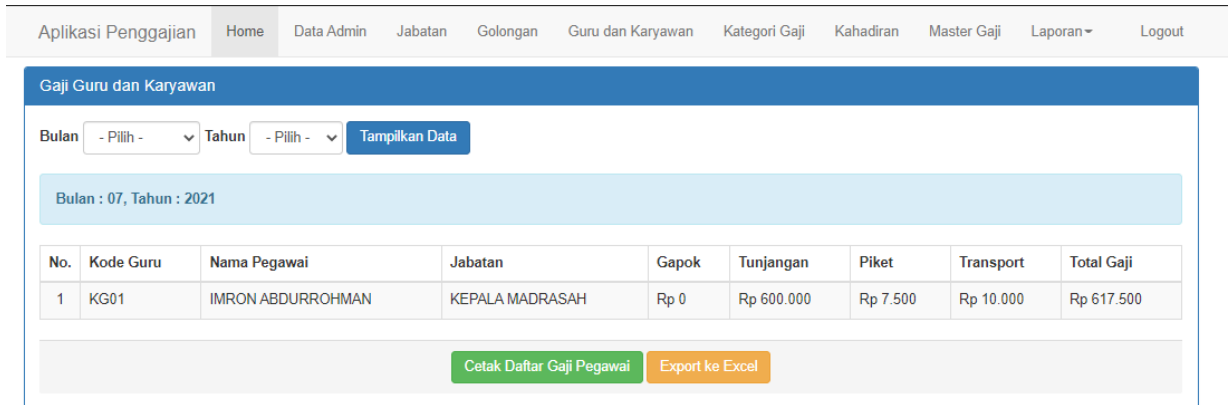 Aplikasi Penggajian Home Data Admin Jabatan Golongan Guru dan Karyawan Kategori Gaji Kahadiran Master Gaji Laporan Logout
Gaji Guru dan Karyawan
Bulan - Pilih - Tahun - Pilih - Tampilkan Data
Bulan : 07, Tahun : 2021
No. Kode Guru Nama Pegawai Jabatan Gapok Tunjangan Piket Transport Total Gaji
1 KG01 IMRON ABDURROHMAN KEPALA MADRASAH Rp 0 Rp 600.000 Rp 7.500 Rp 10.000 Rp 617.500
Cetak Daftar Gaji Pegawai Export ke Excel